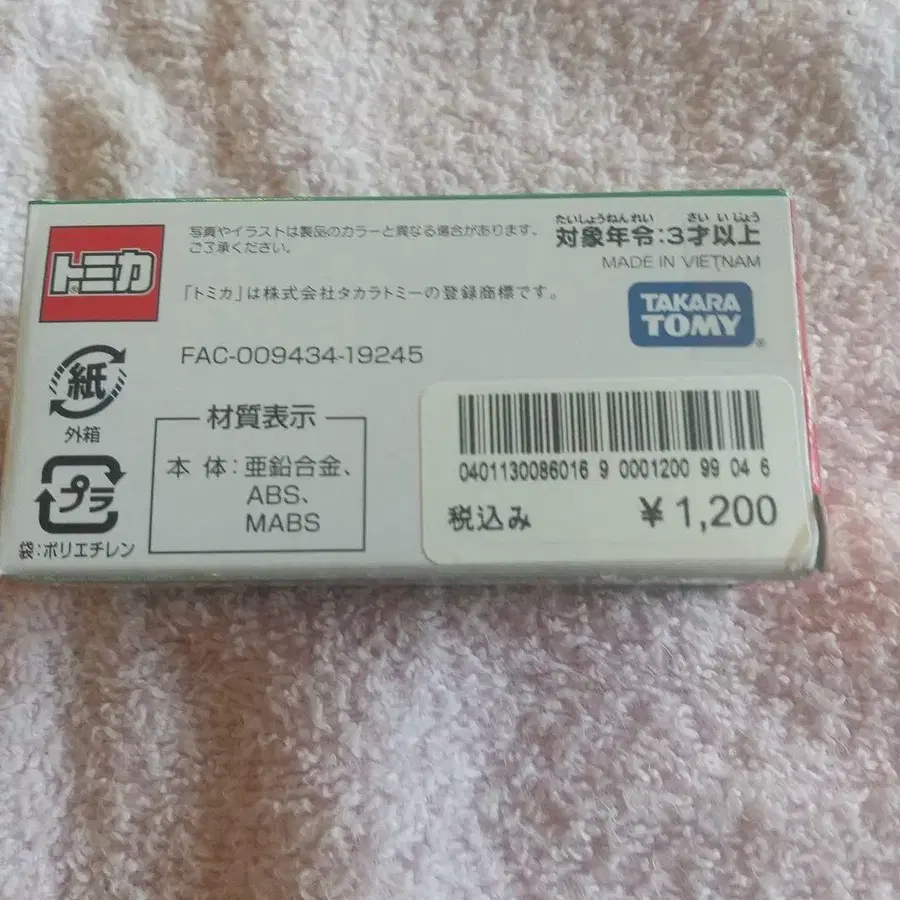 トミカ®
写真やイラストは製品のカラーと異なる場合があります。
ご了承ください。
たいしょうねんれい さい いじょう
対象年令:3才以上
MADE IN VIETNAM
「トミカ」は株式会社タカラトミーの登録商標です。
TAKARA
TOMY®
FAC-009434-19245
紙
外箱
プラ
袋:ポリエチレン
材質表示
本 体:亜鉛合金、
ABS、
MABS
0401130086016 9 0001200 99 04 6
税込み ¥1,200